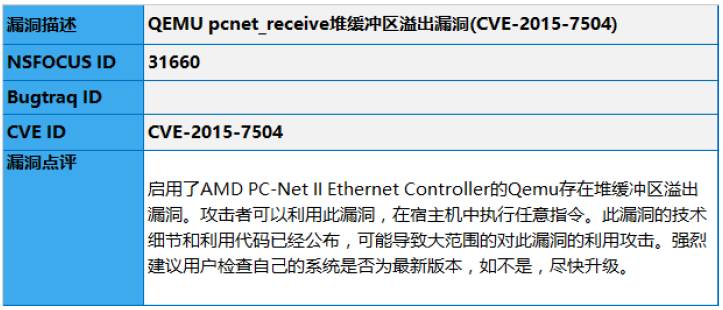 漏洞描述 QEMU pcnet_receive堆缓冲区溢出漏洞(CVE-2015-7504)
NSFOCUS ID 31660
Bugtraq ID
CVE ID CVE-2015-7504
漏洞点评
启用了AMD PC-Net II Ethernet Controller的Qemu存在堆缓冲区溢出
漏洞。攻击者可以利用此漏洞，在宿主机中执行任意指令。此漏洞的技术
细节和利用代码已经公布，可能导致大范围的对此漏洞的利用攻击。强烈
建议用户检查自己的系统是否为最新版本，如不是，尽快升级。